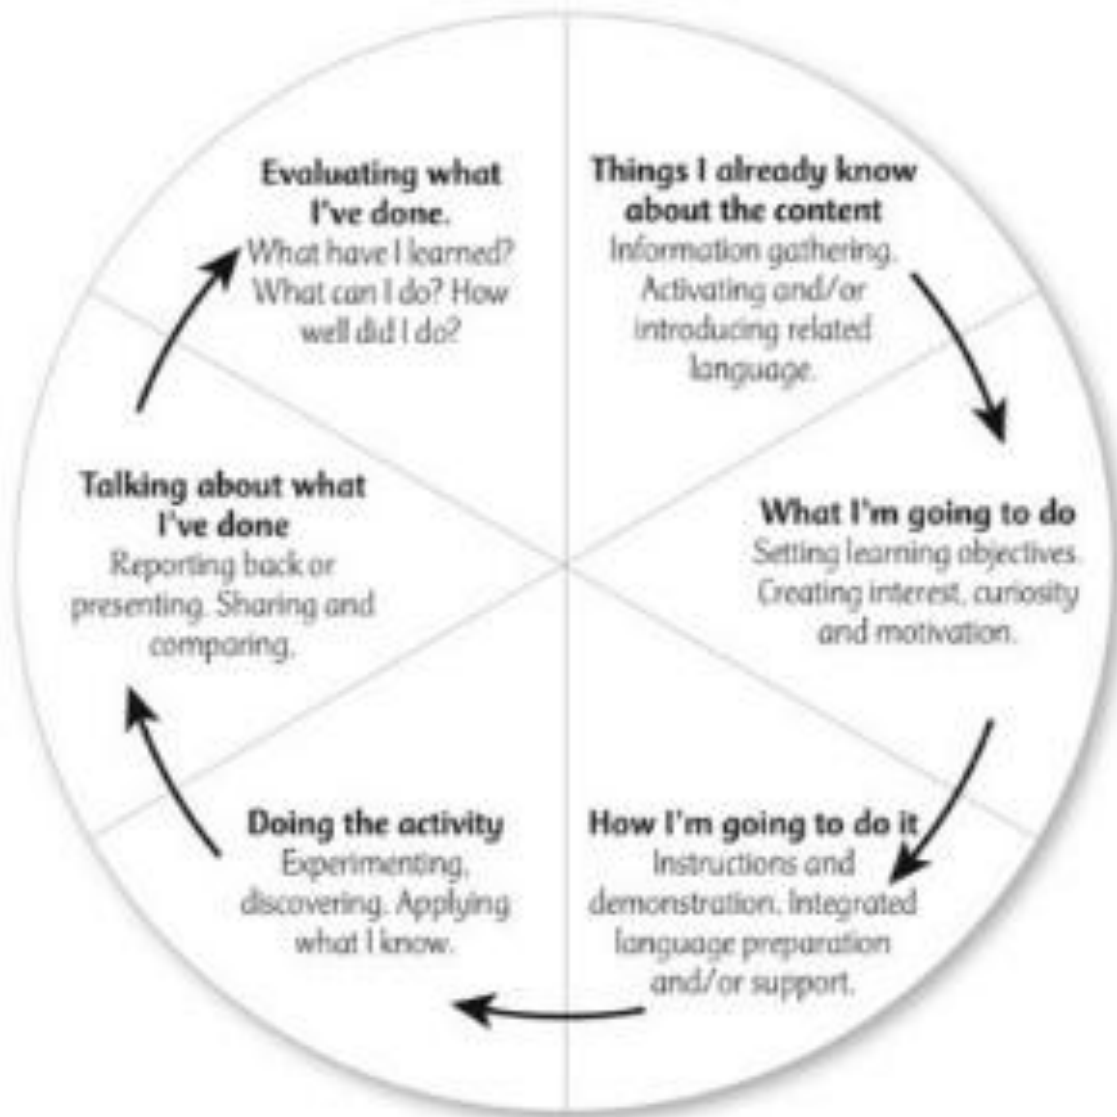 Things I already know
about the content
Information gathering.
Activating and/or
introducing related
language.
What I'm going to do
Setting learning objectives.
Creating interest, curiosity
and motivation.
How I'm going to do it
Instructions and
demonstration. Integrated
language preparation
and/or support.
Doing the activity
Experimenting,
discovering. Applying
what I know.
Talking about what
I've done
Reporting back or
presenting. Sharing and
comparing.
Evaluating what
I've done.
What have I learned?
What can I do? How
well did I do?